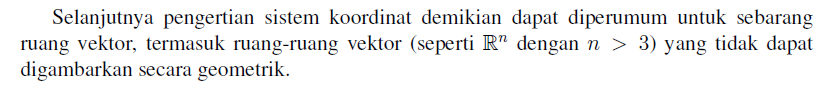 Selanjutnya pengertian sistem koordinat demikian dapat diperumum untuk sebarang
ruang vektor, termasuk ruang-ruang vektor (seperti ℝⁿ dengan n > 3) yang tidak dapat
digambarkan secara geometrik.